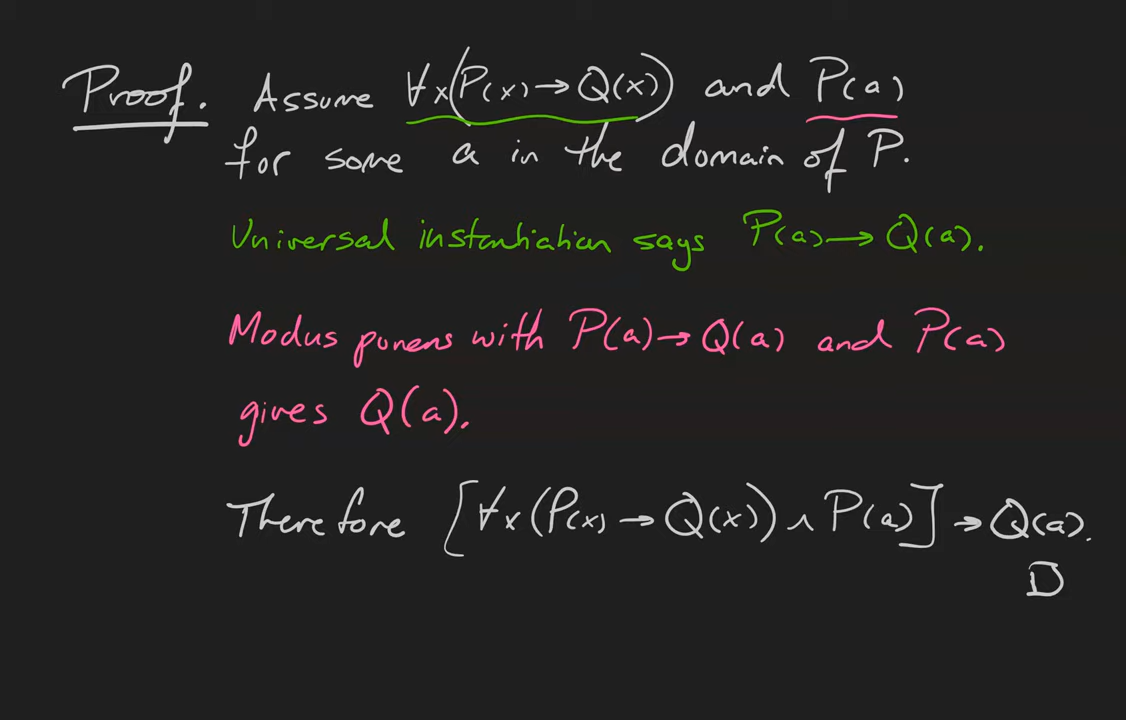 Proof. Assume ∀x(P(x)→Q(x)) and P(a)
for some a in the domain of P.
Universal instantiation says P(a)→Q(a).
Modus ponens with P(a)→Q(a) and P(a)
gives Q(a).
Therefore [∀x(P(x)→Q(x))∧P(a)]→Q(a).
□